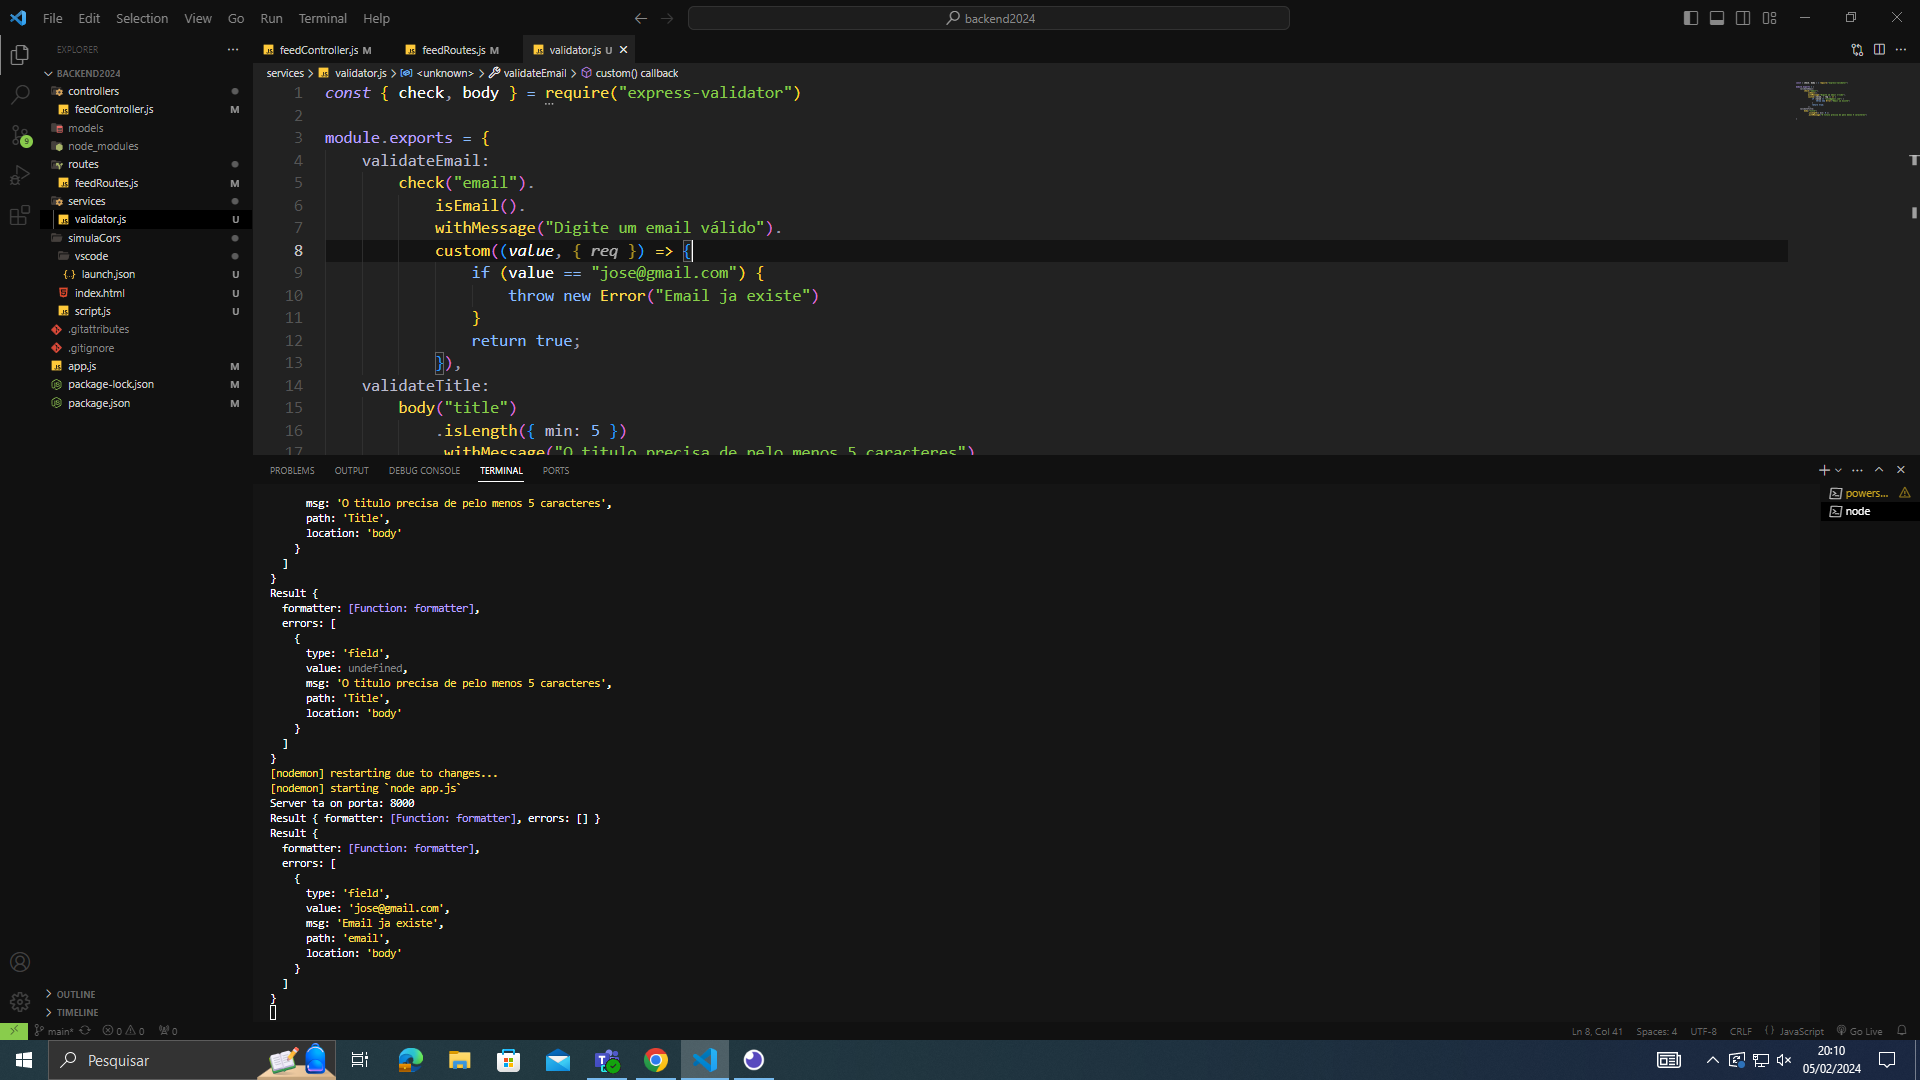 File Edit Selection View Go Run Terminal Help
backend2024
EXPLORER
BACKEND2024
controllers
feedController.js M
models
node_modules
routes
feedRoutes.js M
services
validator.js U
simulaCors
vscode
launch.json U
index.html U
script.js U
.gitattributes
.gitignore
app.js M
package-lock.json M
package.json M
OUTLINE
TIMELINE
9
feedController.js M feedRoutes.js M validator.js U
services > validator.js > <unknown> > validateEmail > custom() callback
1 const { check, body } = require("express-validator")
2
3 module.exports = {
4 validateEmail:
5 check("email").
6 isEmail().
7 withMessage("Digite um email válido").
8 custom((value, { req }) => {
9 if (value == "jose@gmail.com") {
10 throw new Error("Email ja existe")
11 }
12 return true;
13 }),
14 validateTitle:
15 body("title")
16 .isLength({ min: 5 })
17 .withMessage("O titulo precisa de pelo menos 5 caracteres")
PROBLEMS OUTPUT DEBUG CONSOLE TERMINAL PORTS
powers...
node
msg: 'O titulo precisa de pelo menos 5 caracteres',
path: 'Title',
location: 'body'
}
]
}
Result {
formatter: [Function: formatter],
errors: [
{
type: 'field',
value: undefined,
msg: 'O titulo precisa de pelo menos 5 caracteres',
path: 'Title',
location: 'body'
}
]
}
[nodemon] restarting due to changes...
[nodemon] starting `node app.js`
Server ta on porta: 8000
Result { formatter: [Function: formatter], errors: [] }
Result {
formatter: [Function: formatter],
errors: [
{
type: 'field',
value: 'jose@gmail.com',
msg: 'Email ja existe',
path: 'email',
location: 'body'
}
]
}
main* 0 0 0 Ln 8, Col 41 Spaces: 4 UTF-8 CRLF {} JavaScript Go Live
Pesquisar
20:10
05/02/2024